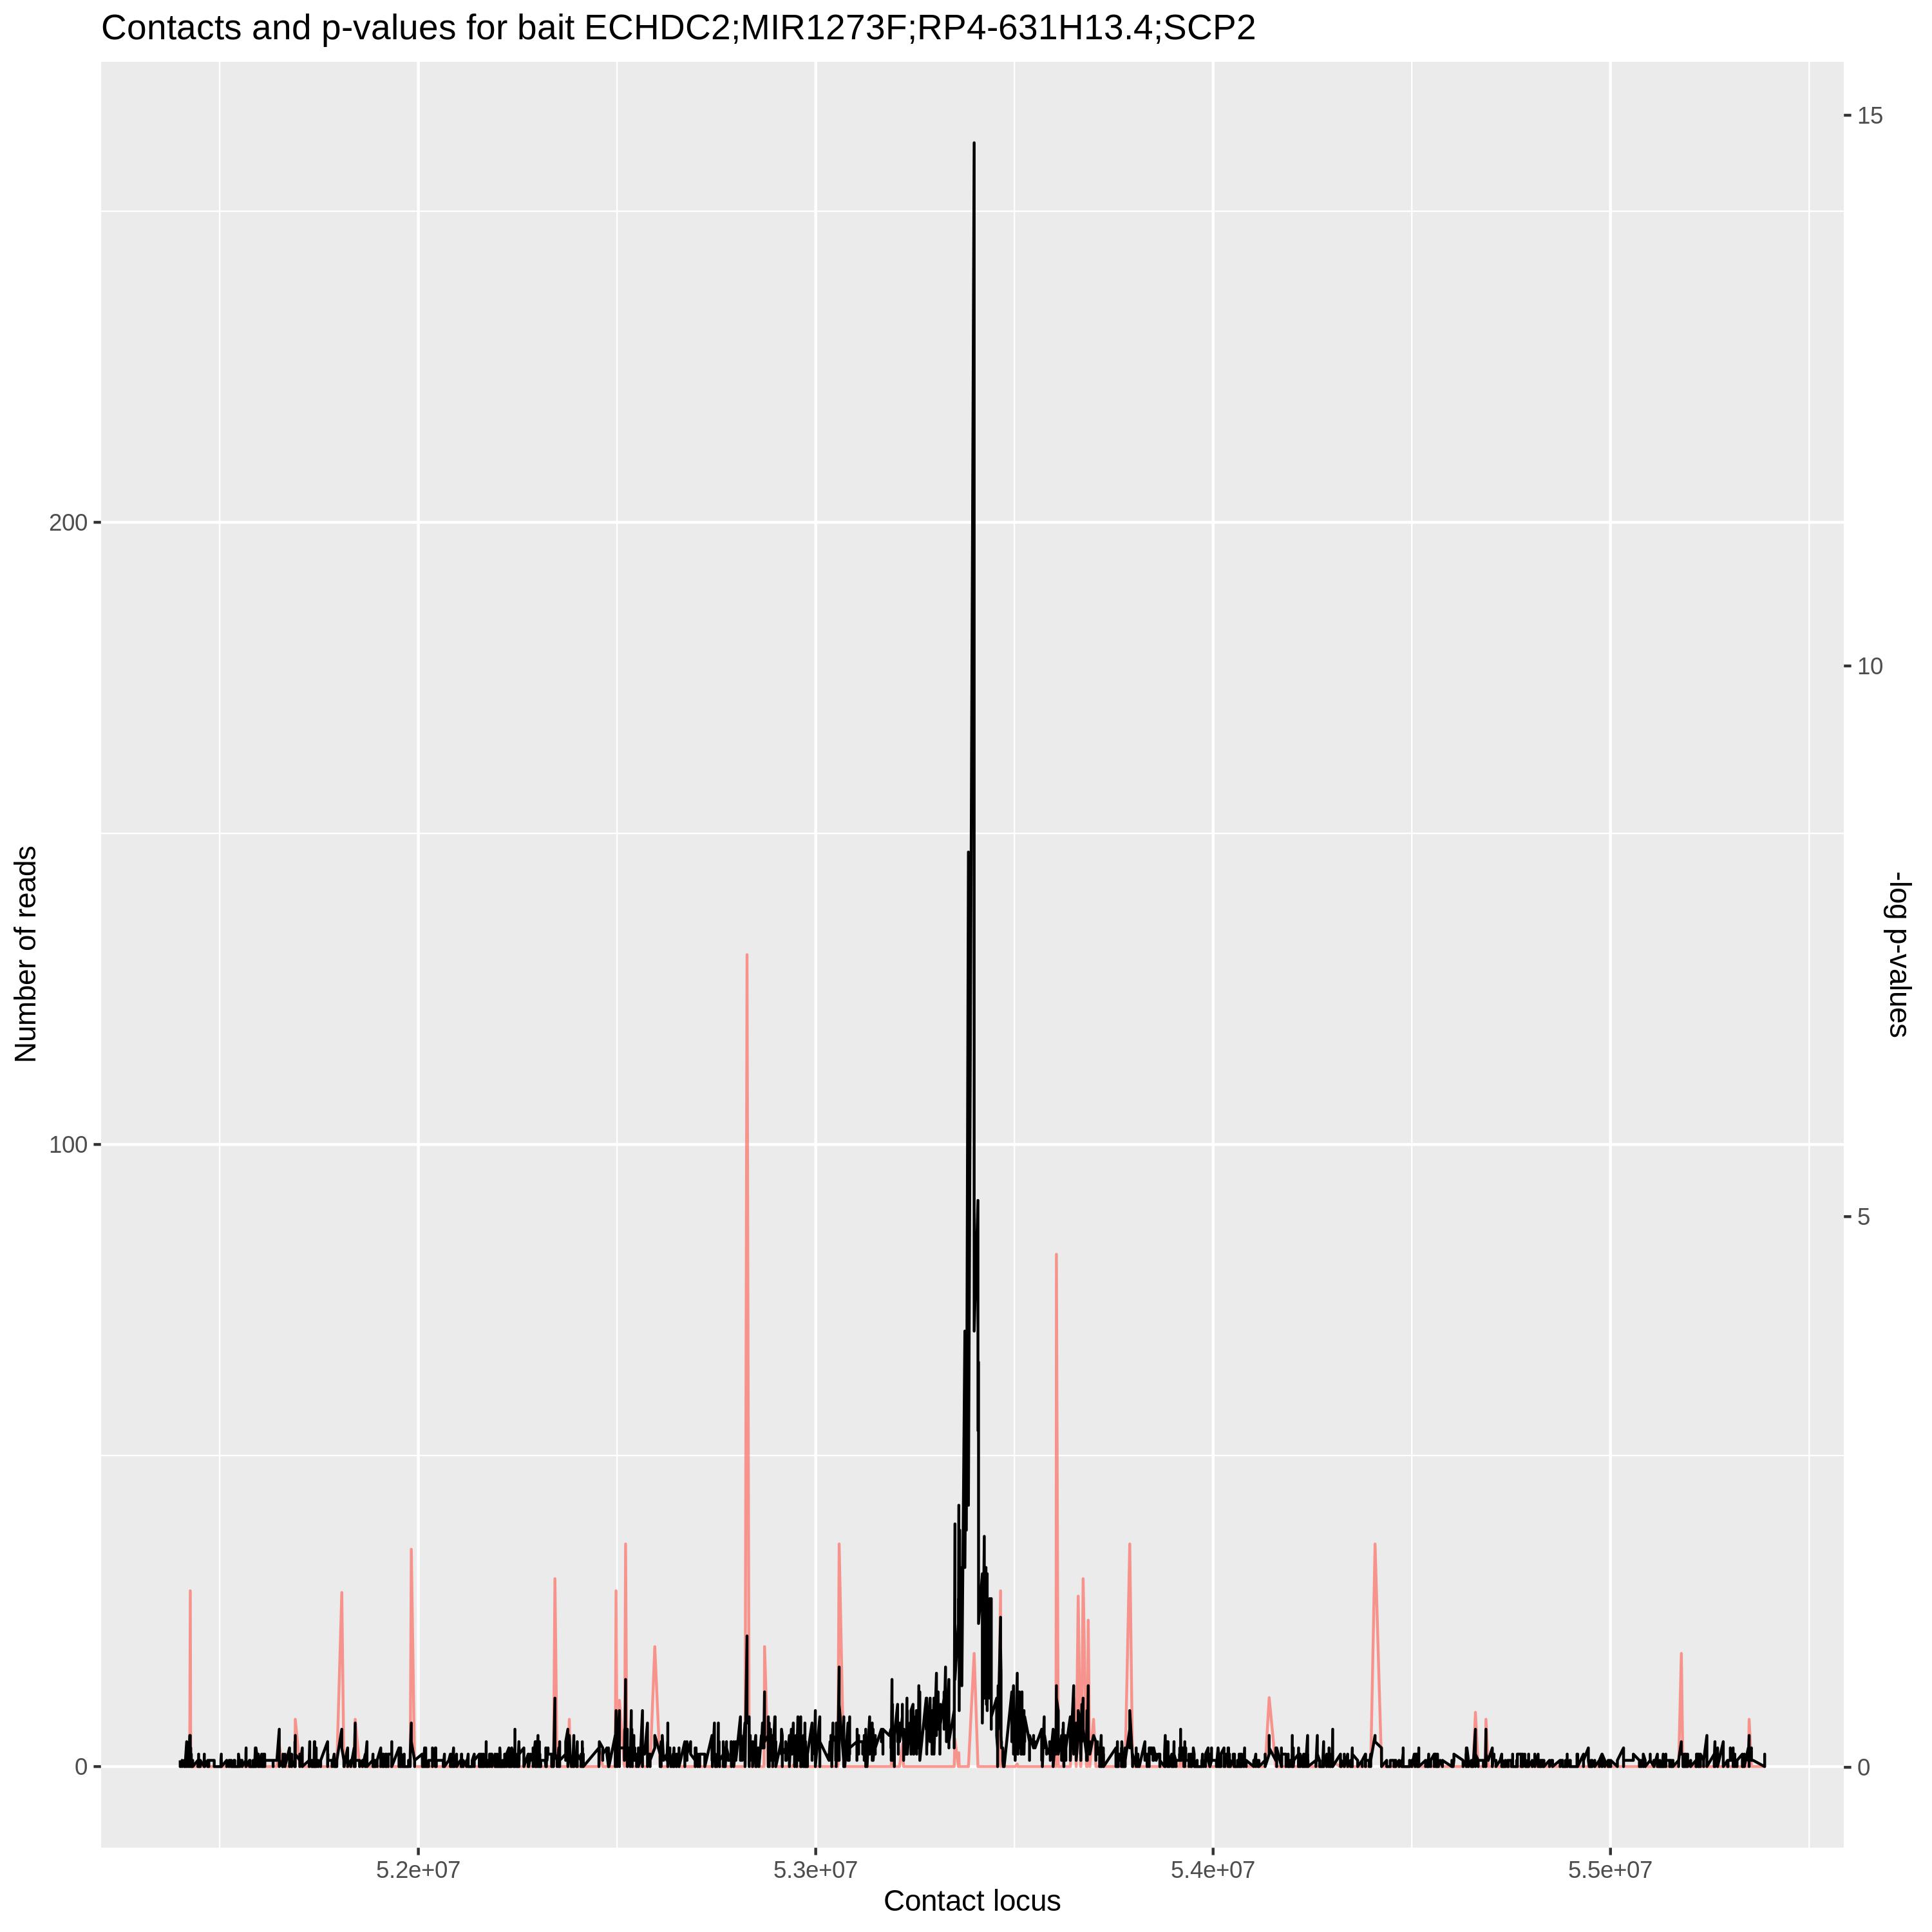 Contacts and p-values for bait ECHDC2;MIR1273F;RP4-631H13.4;SCP2
15
200
10
Number of reads
-log p-values
100
5
0
0
5.2e+07 5.3e+07 5.4e+07 5.5e+07
Contact locus